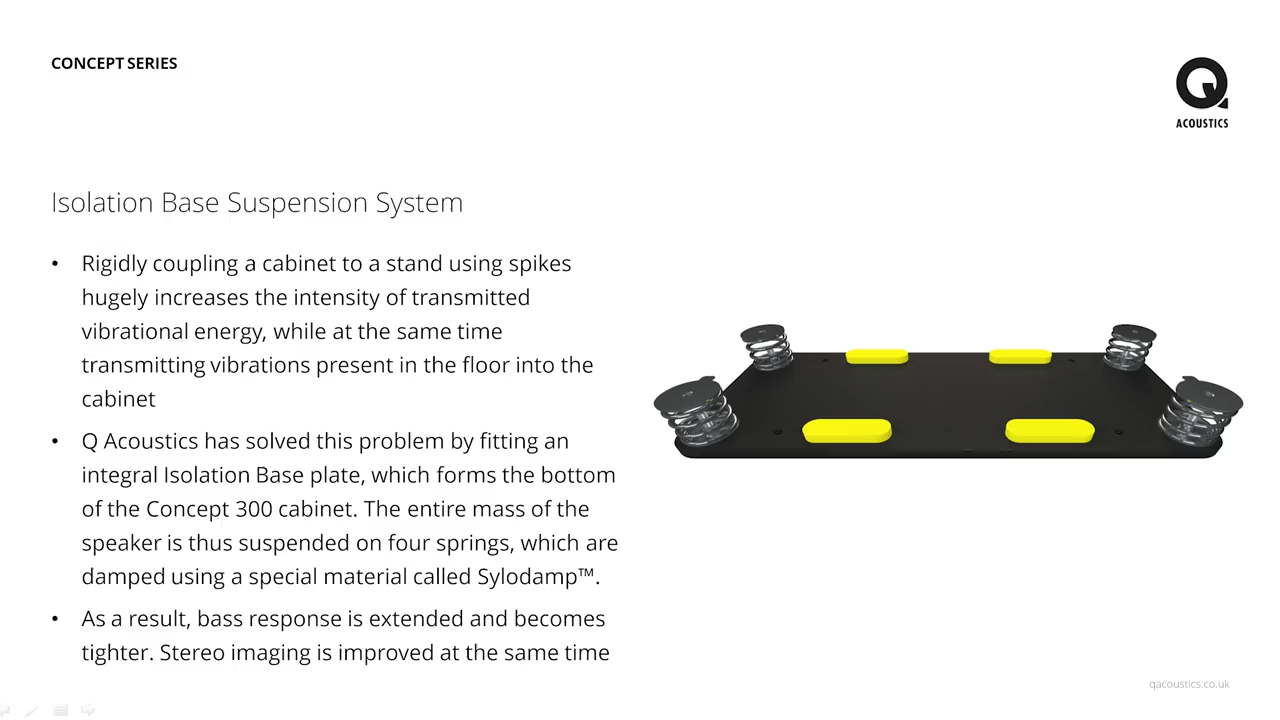 CONCEPT SERIES
Q
ACOUSTICS
Isolation Base Suspension System
• Rigidly coupling a cabinet to a stand using spikes
hugely increases the intensity of transmitted
vibrational energy, while at the same time
transmitting vibrations present in the floor into the
cabinet
• Q Acoustics has solved this problem by fitting an
integral Isolation Base plate, which forms the bottom
of the Concept 300 cabinet. The entire mass of the
speaker is thus suspended on four springs, which are
damped using a special material called Sylodamp™.
• As a result, bass response is extended and becomes
tighter. Stereo imaging is improved at the same time
qacoustics.co.uk